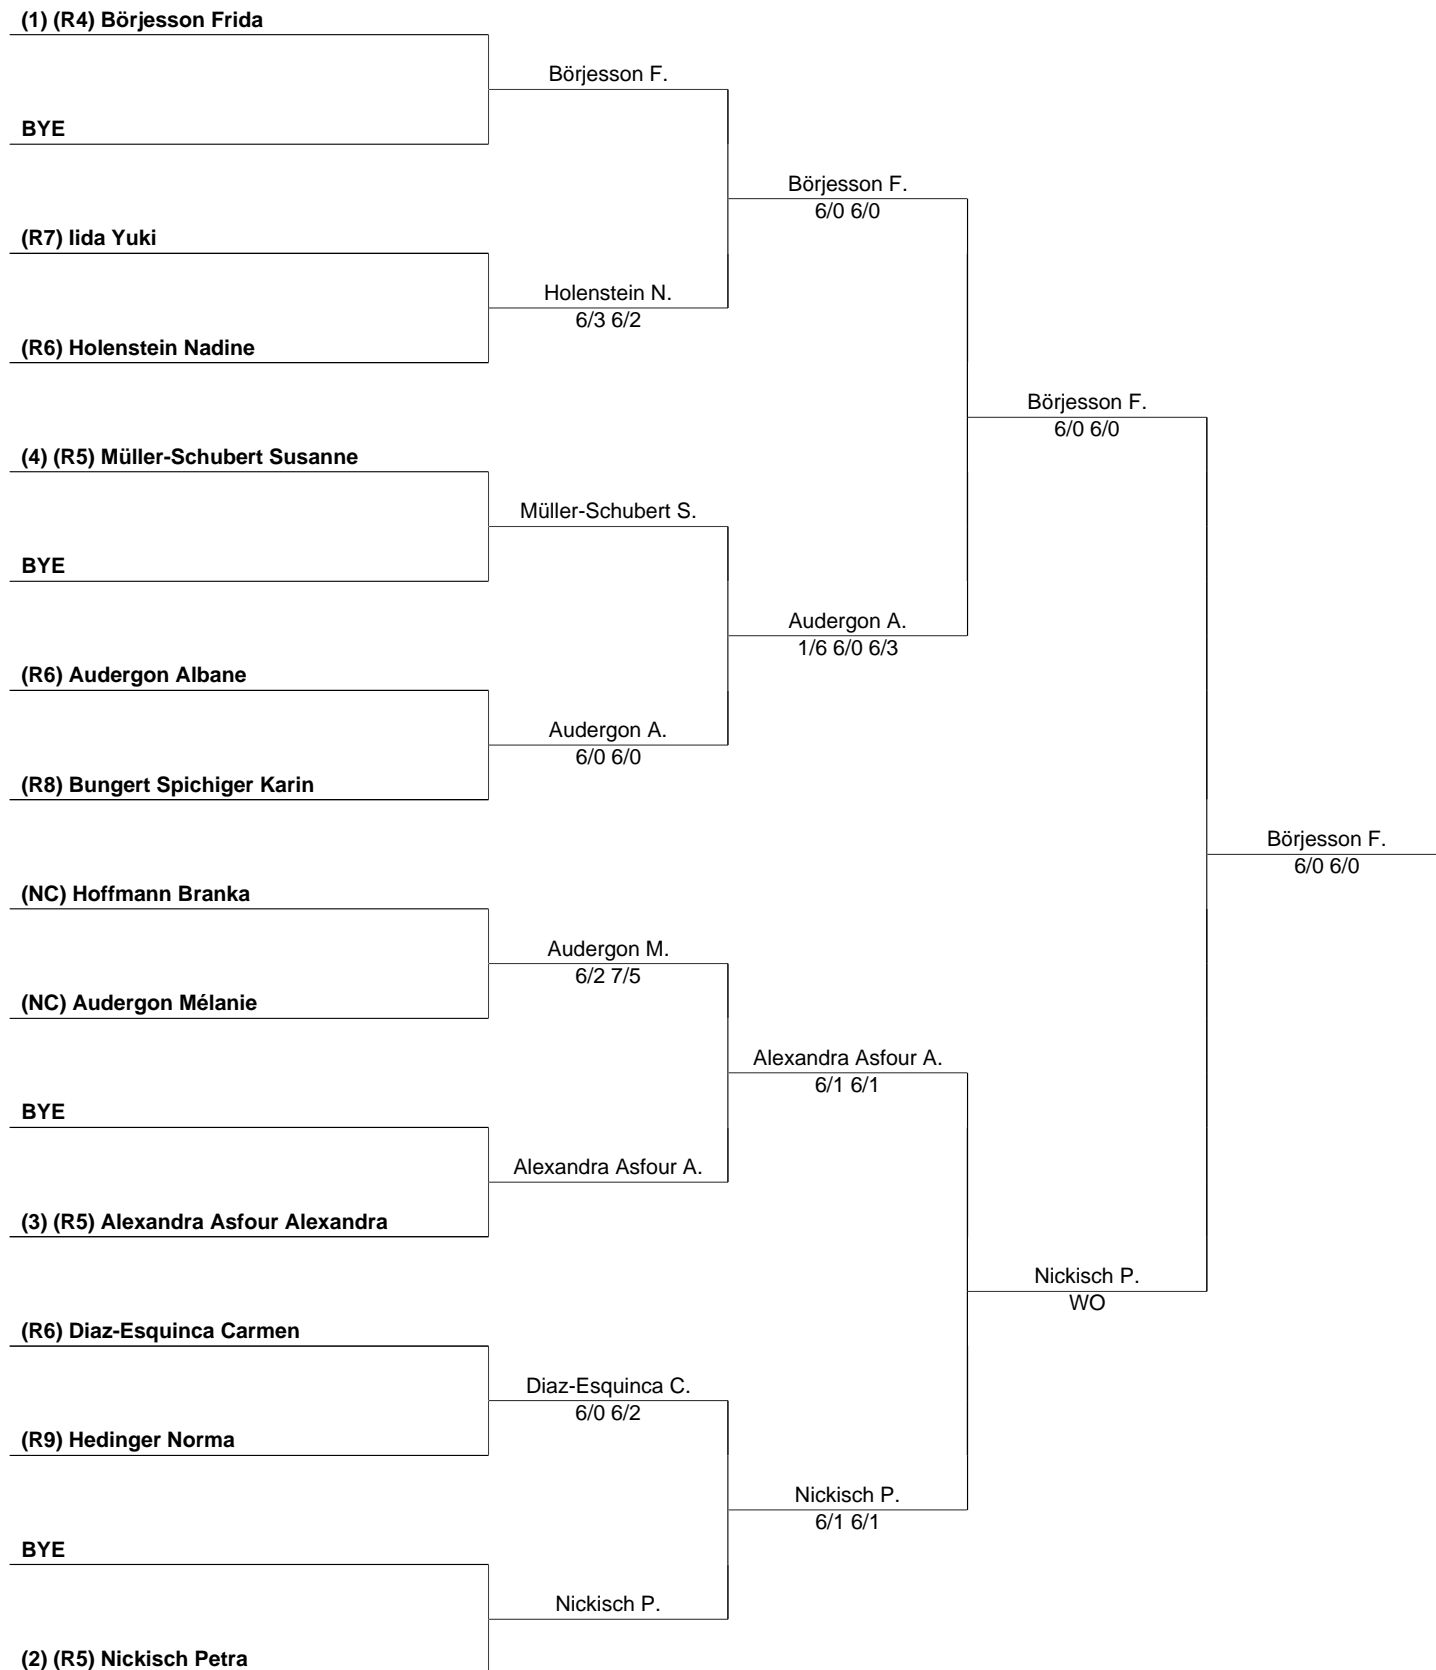 (1) (R4) Börjesson Frida
Börjesson F.
BYE
Börjesson F.
6/0 6/0
(R7) Iida Yuki
Holenstein N.
6/3 6/2
(R6) Holenstein Nadine
Börjesson F.
6/0 6/0
(4) (R5) Müller-Schubert Susanne
Müller-Schubert S.
BYE
Audergon A.
1/6 6/0 6/3
(R6) Audergon Albane
Audergon A.
6/0 6/0
(R8) Bungert Spichiger Karin
Börjesson F.
6/0 6/0
(NC) Hoffmann Branka
Audergon M.
6/2 7/5
(NC) Audergon Mélanie
Alexandra Asfour A.
6/1 6/1
BYE
Alexandra Asfour A.
(3) (R5) Alexandra Asfour Alexandra
Nickisch P.
WO
(R6) Diaz-Esquinca Carmen
Diaz-Esquinca C.
6/0 6/2
(R9) Hedinger Norma
Nickisch P.
6/1 6/1
BYE
Nickisch P.
(2) (R5) Nickisch Petra